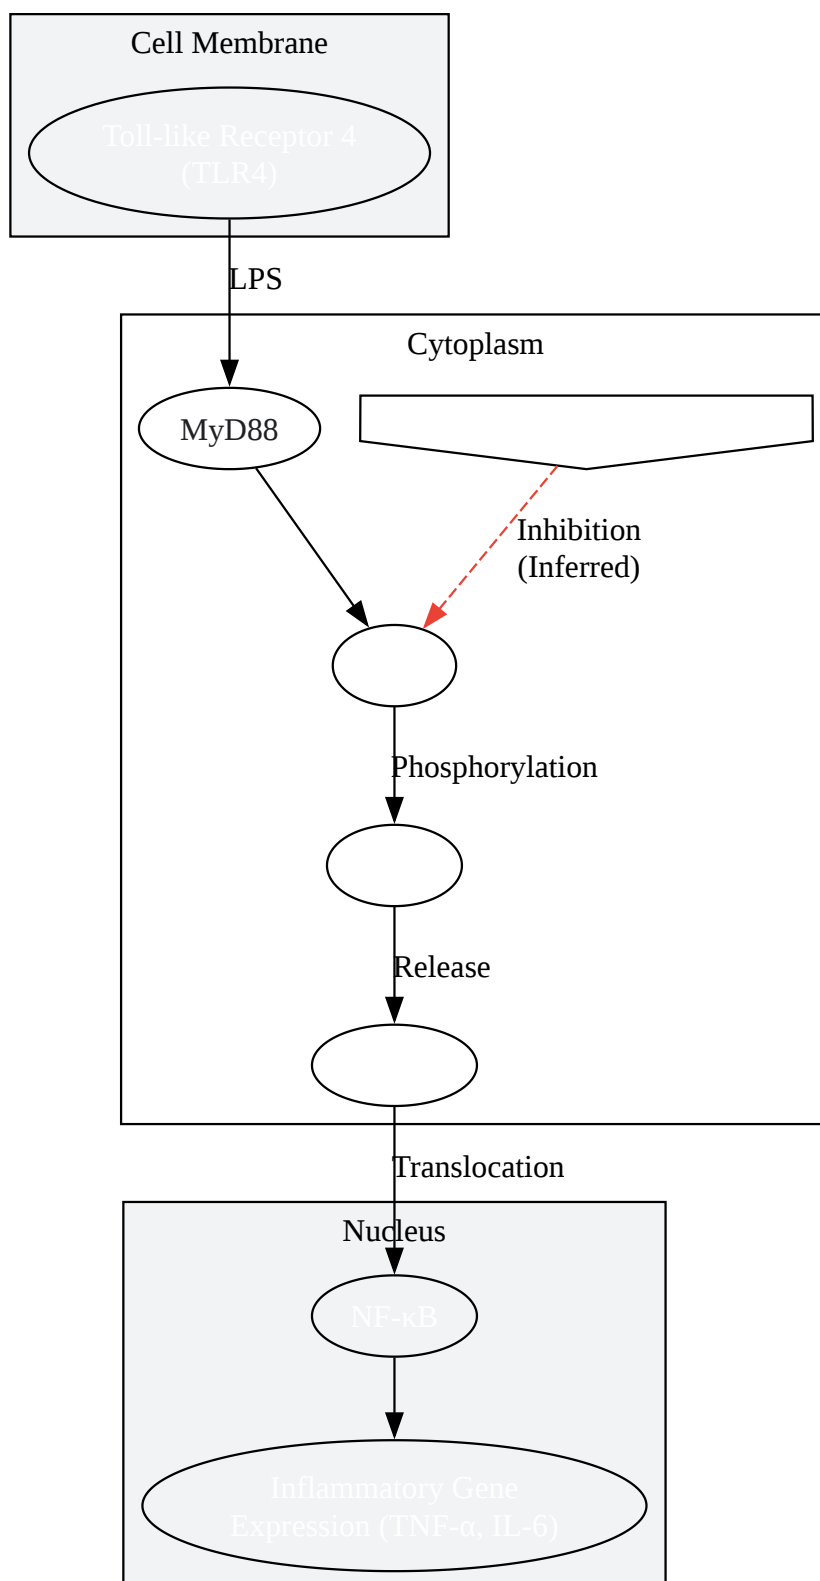 Cell Membrane
Toll-like Receptor 4
(TLR4)
LPS
Cytoplasm
MyD88
Inhibition
(Inferred)
Phosphorylation
Release
Translocation
Nucleus
NF-κB
Inflammatory Gene
Expression (TNF-α, IL-6)